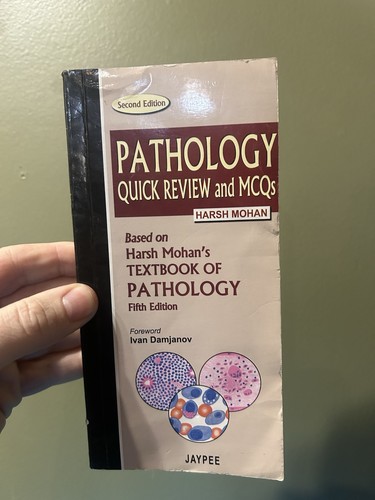 Second Edition
PATHOLOGY
QUICK REVIEW and MCQs
HARSH MOHAN
Based on
Harsh Mohan's
TEXTBOOK OF
PATHOLOGY
Fifth Edition
Foreword
Ivan Damjanov
JAYPEE